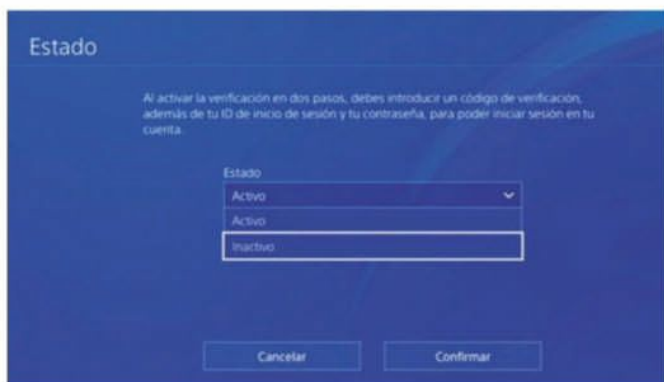 Estado
Al activar la verificación en dos pasos, debes introducir un código de verificación,
además de tu ID de inicio de sesión y tu contraseña, para poder iniciar sesión en tu
cuenta.
Estado
Activo
Activo
Inactivo
Cancelar
Confirmar